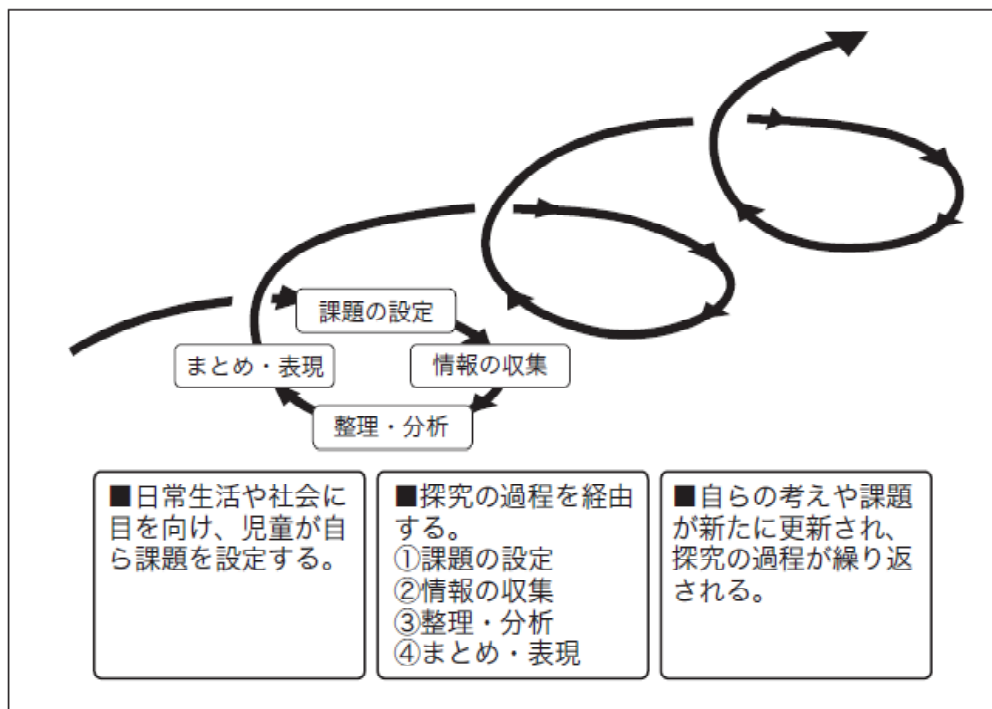 課題の設定
まとめ・表現
情報の収集
整理・分析
■日常生活や社会に
目を向け、児童が自
ら課題を設定する。
■探究の過程を経由
する。
①課題の設定
②情報の収集
③整理・分析
④まとめ・表現
■自らの考えや課題
が新たに更新され、
探究の過程が繰り返
される。